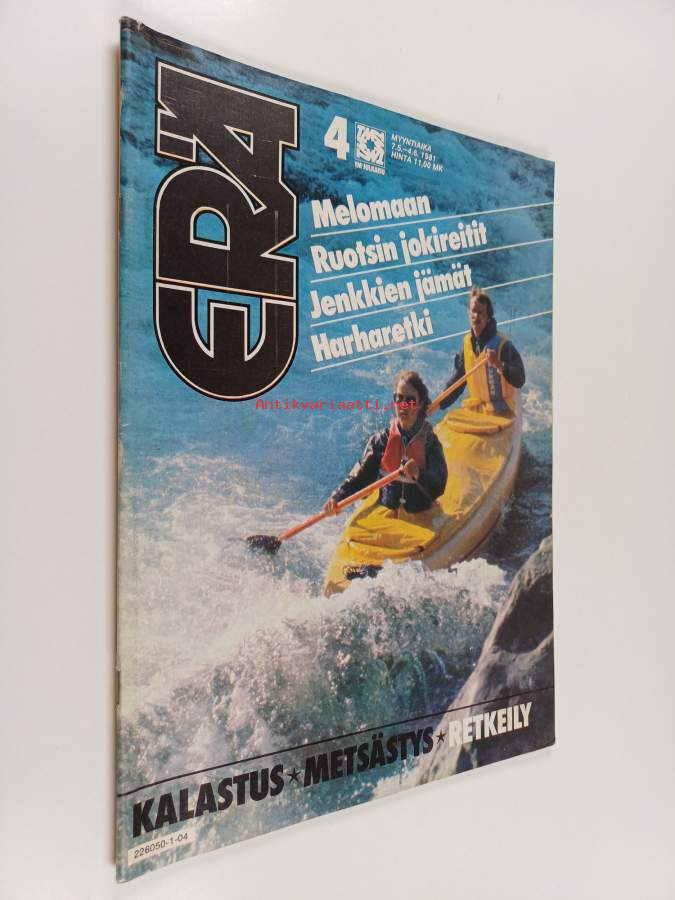 ERÄ
4
MYYNTIAIKA
7.5.–4.6. 1981
HINTA 11,00 MK
Melomaan
Ruotsin jokireitit
Jenkkien jämät
Harharetki
Antikvariaatti.net
KALASTUS★METSÄSTYS★RETKEILY
226050-1-04